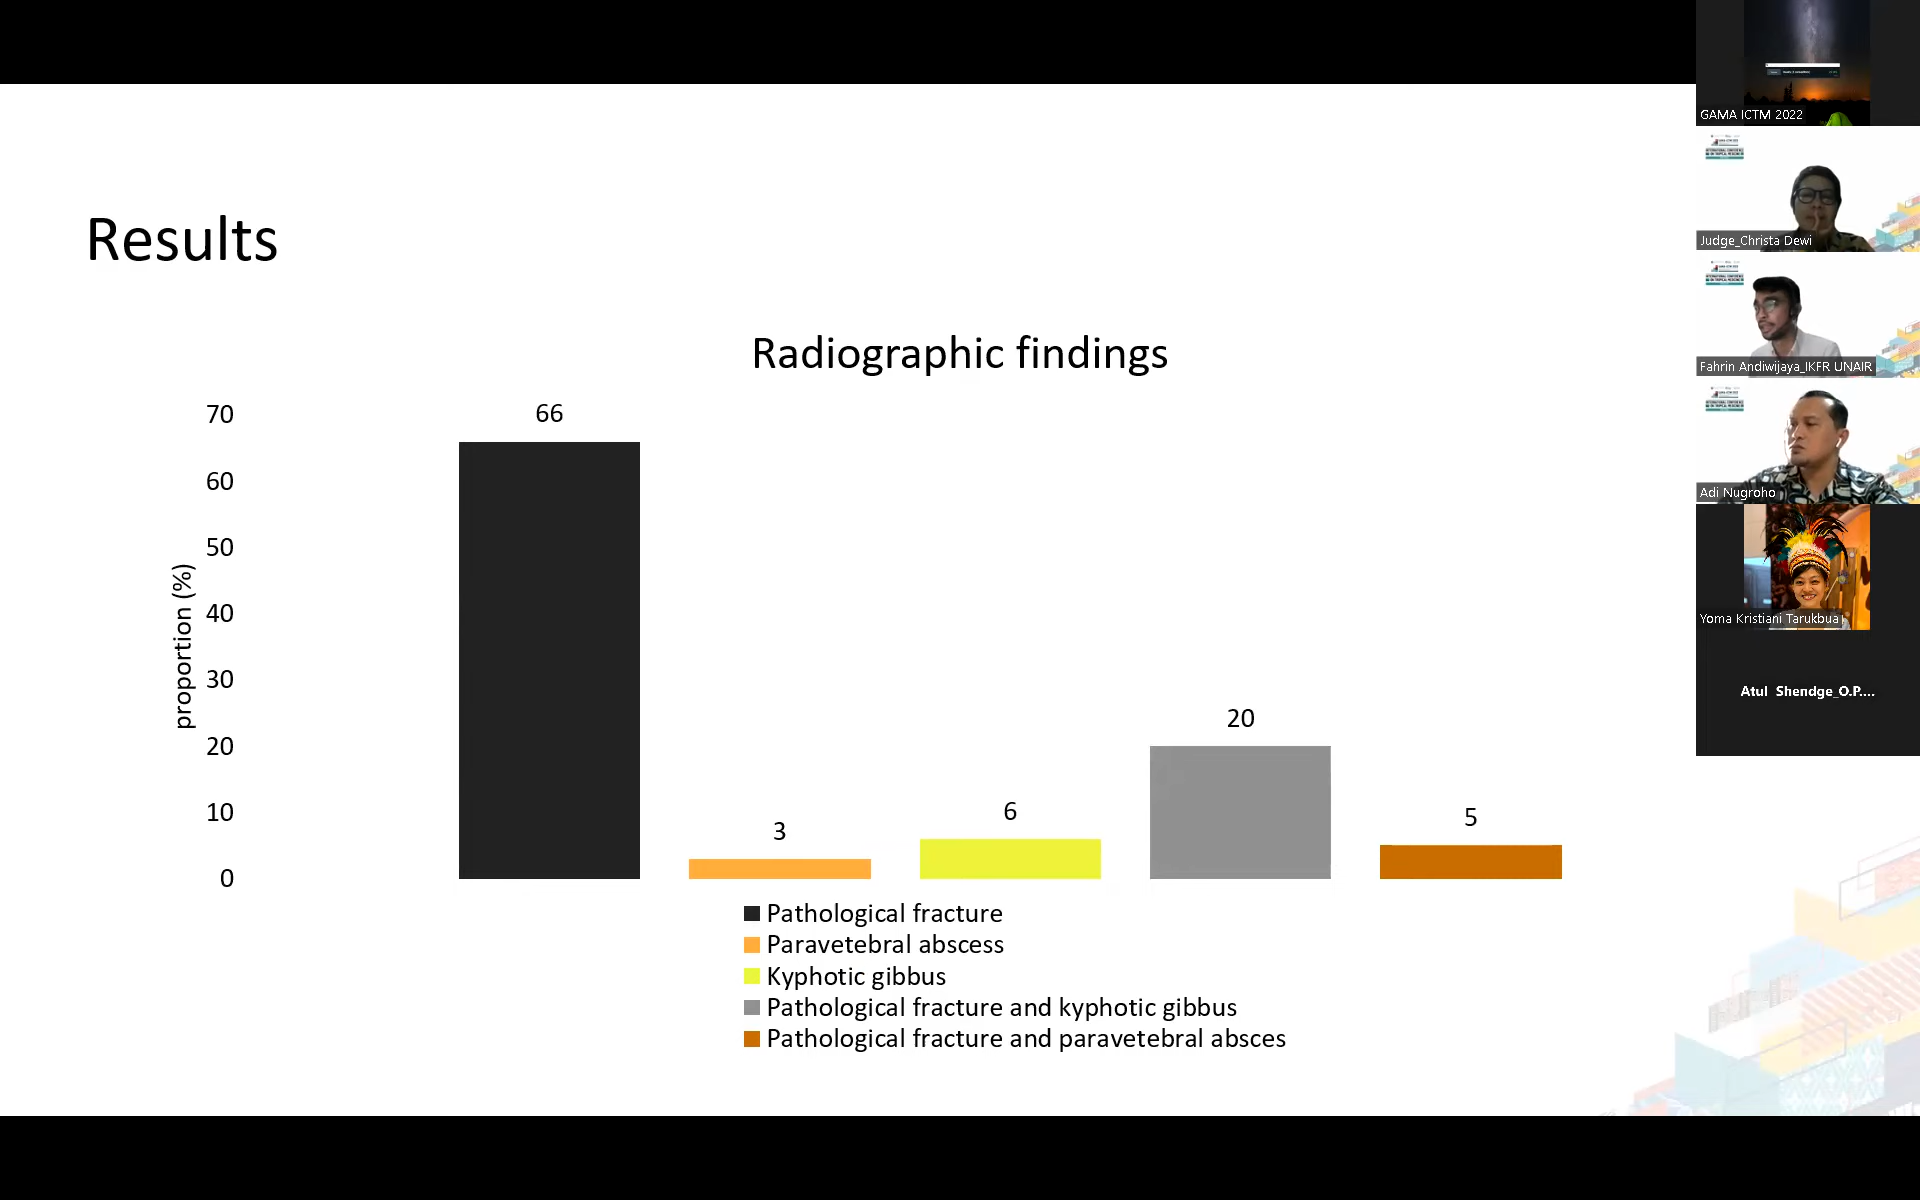 Results
Radiographic findings
proportion (%)
70
60
50
40
30
20
10
0
66
3
6
20
5
Pathological fracture
Paravetebral abscess
Kyphotic gibbus
Pathological fracture and kyphotic gibbus
Pathological fracture and paravetebral absces
GAMA ICTM 2022
Judge_Christa Dewi
Fahrin Andiwijaya_IKFR UNAIR
Adi Nugroho
Yoma Kristiani Tarukbua
Atul Shendge_O.P....